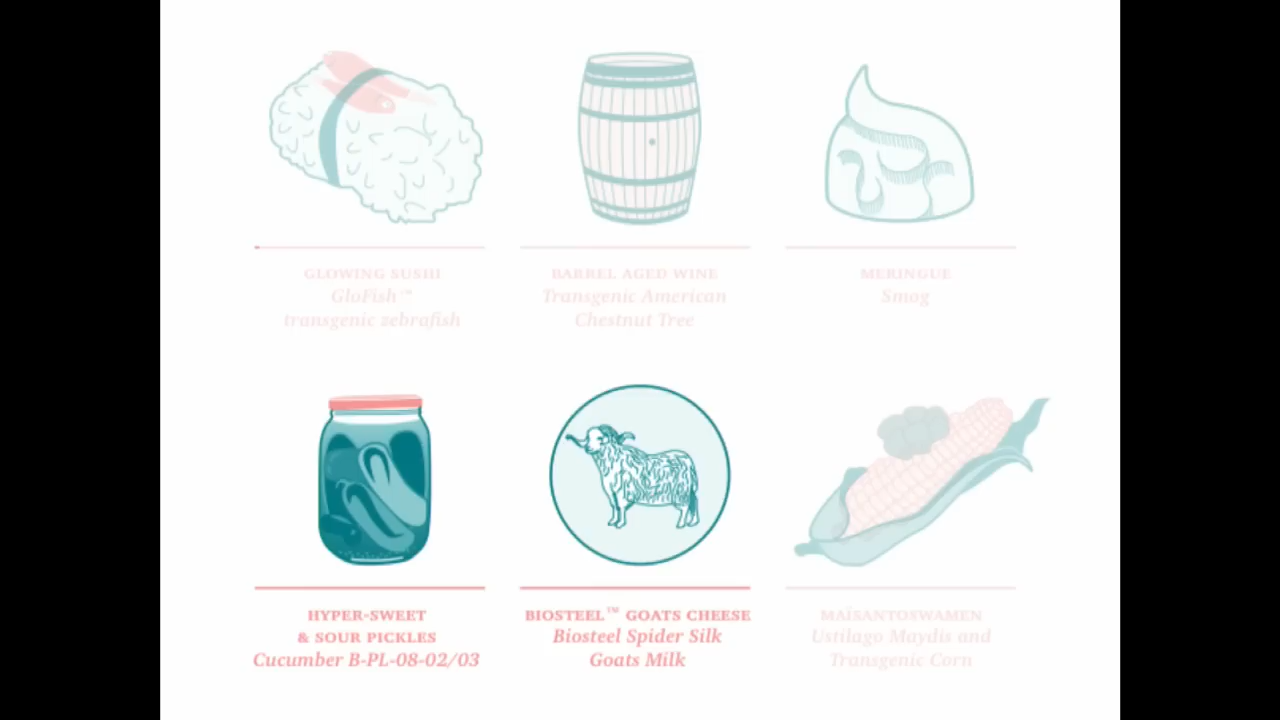 GLOWING SUSHI
GloFish™
transgenic zebrafish
BARREL AGED WINE
Transgenic American
Chestnut Tree
MERINGUE
Smog
HYPER-SWEET
& SOUR PICKLES
Cucumber B-PL-08-02/03
BIOSTEEL™ GOATS CHEESE
Biosteel Spider Silk
Goats Milk
MAÏSANTOSWAMEN
Ustilago Maydis and
Transgenic Corn